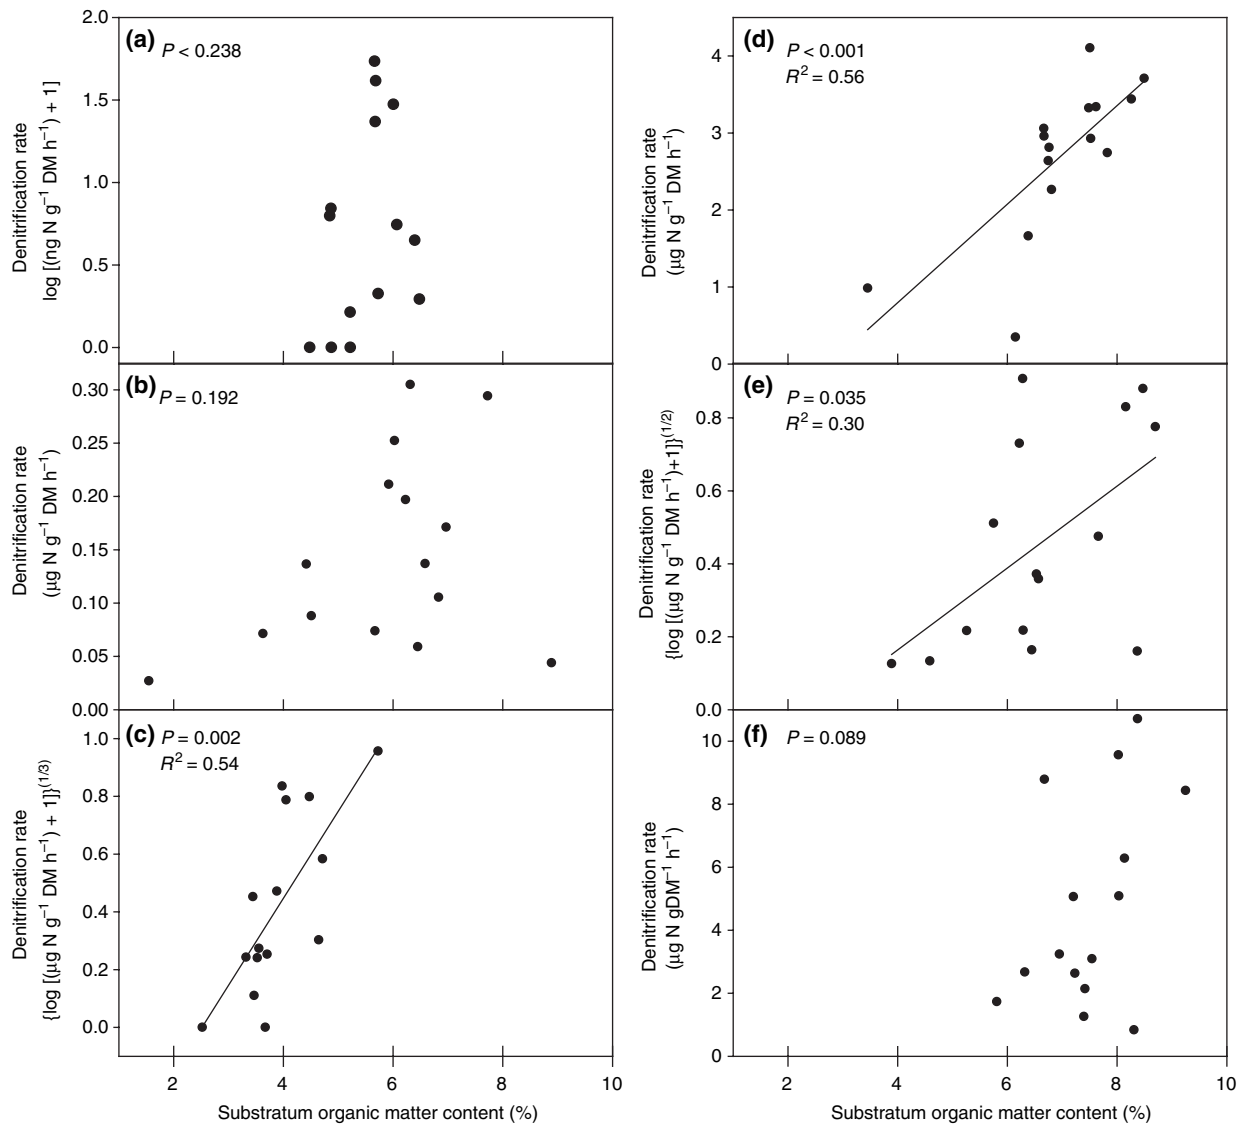 (a)
P < 0.238
2.0
1.5
1.0
0.5
0.0
Denitrification rate
log [(ng N g⁻¹ DM h⁻¹) + 1]
(b)
P = 0.192
0.30
0.25
0.20
0.15
0.10
0.05
0.00
Denitrification rate
(µg N g⁻¹ DM h⁻¹)
(c)
P = 0.002
R² = 0.54
1.0
0.8
0.6
0.4
0.2
0.0
Denitrification rate
{log [(µg N g⁻¹ DM h⁻¹) + 1]}⁽¹/³⁾
2 4 6 8 10
Substratum organic matter content (%)
(d)
P < 0.001
R² = 0.56
4
3
2
1
0
Denitrification rate
(µg N g⁻¹ DM h⁻¹)
(e)
P = 0.035
R² = 0.30
0.8
0.6
0.4
0.2
0.0
Denitrification rate
{log [(µg N g⁻¹ DM h⁻¹)+1]}⁽¹/²⁾
(f)
P = 0.089
10
8
6
4
2
0
Denitrification rate
(µg N gDM⁻¹ h⁻¹)
2 4 6 8 10
Substratum organic matter content (%)